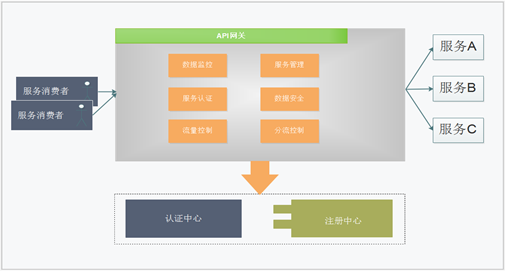 API网关
数据监控
服务管理
服务认证
数据安全
流量控制
分流控制
服务消费者
服务消费者
服务A
服务B
服务C
认证中心
注册中心